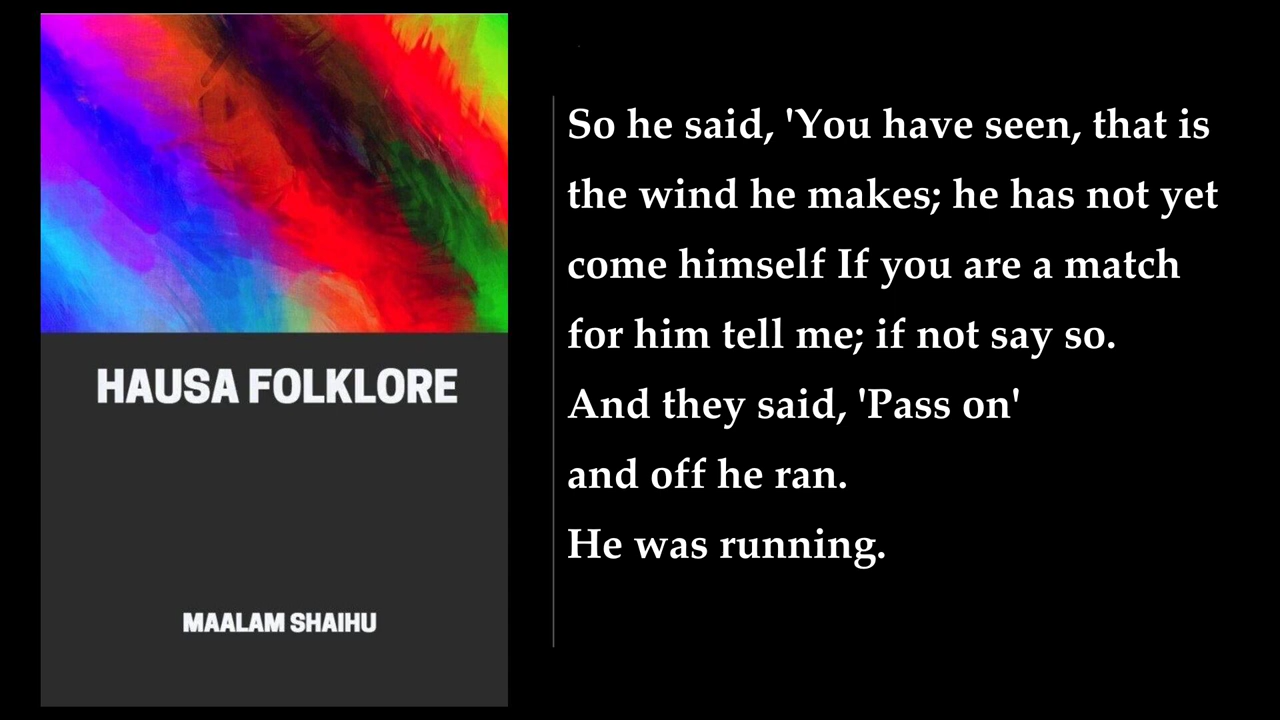 HAUSA FOLKLORE
MAALAM SHAIHU
So he said, 'You have seen, that is
the wind he makes; he has not yet
come himself If you are a match
for him tell me; if not say so.
And they said, 'Pass on'
and off he ran.
He was running.